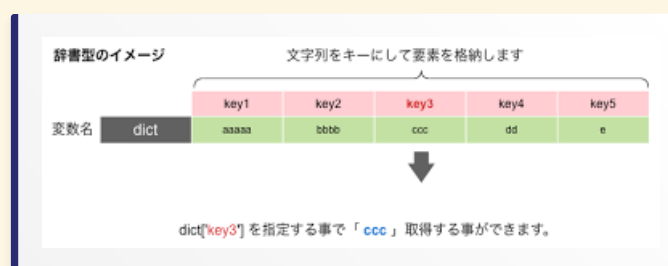 辞書型のイメージ
文字列をキーにして要素を格納します
key1 key2 key3 key4 key5
変数名 dict aaaaa bbbb ccc dd e
dict['key3'] を指定する事で「 ccc 」取得する事ができます。